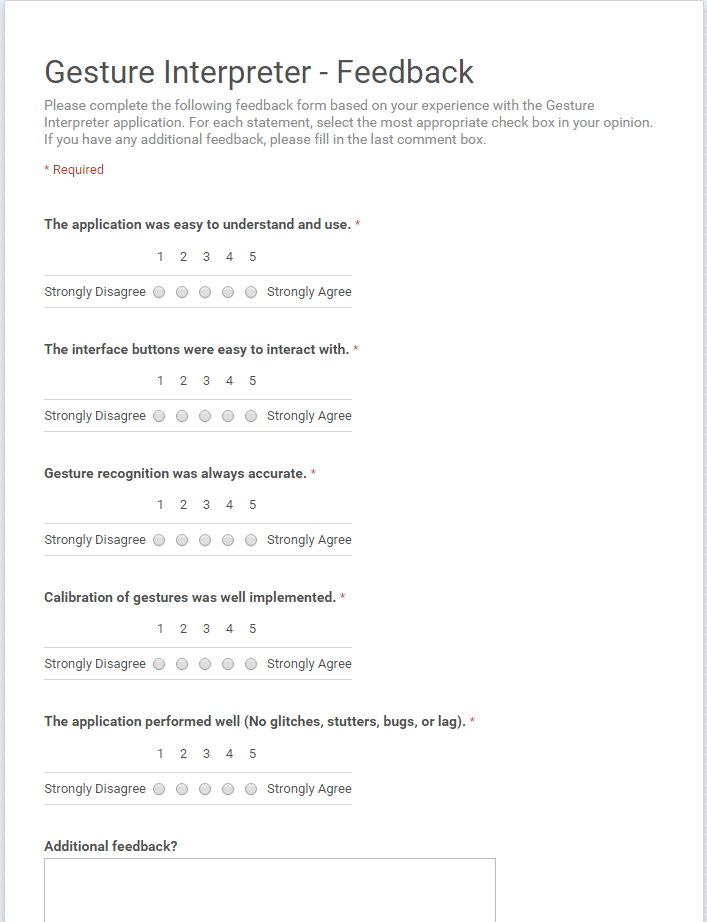 Gesture Interpreter - Feedback
Please complete the following feedback form based on your experience with the Gesture
Interpreter application. For each statement, select the most appropriate check box in your opinion.
If you have any additional feedback, please fill in the last comment box.
* Required
The application was easy to understand and use. *
1 2 3 4 5
Strongly Disagree Strongly Agree
The interface buttons were easy to interact with. *
1 2 3 4 5
Strongly Disagree Strongly Agree
Gesture recognition was always accurate. *
1 2 3 4 5
Strongly Disagree Strongly Agree
Calibration of gestures was well implemented. *
1 2 3 4 5
Strongly Disagree Strongly Agree
The application performed well (No glitches, stutters, bugs, or lag). *
1 2 3 4 5
Strongly Disagree Strongly Agree
Additional feedback?